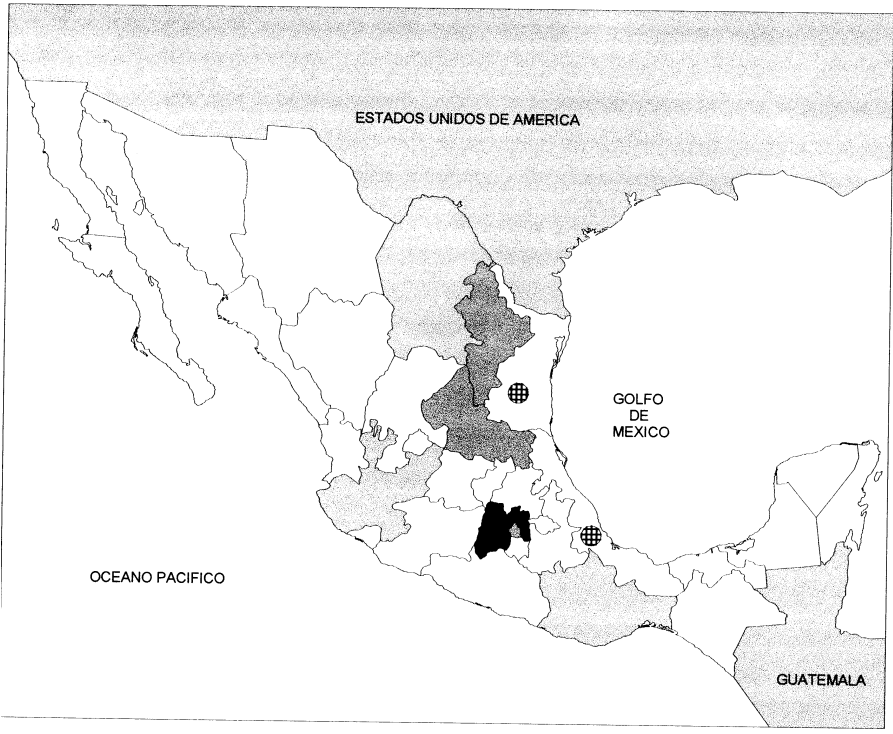 ESTADOS UNIDOS DE AMERICA
GOLFO
DE
MEXICO
OCEANO PACIFICO
GUATEMALA